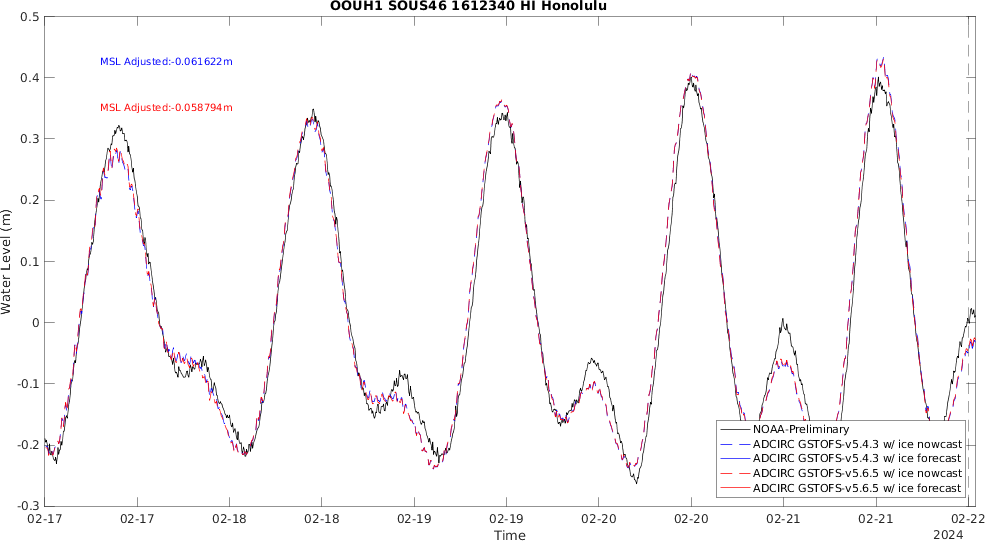 OOUH1 SOUS46 1612340 HI Honolulu
MSL Adjusted:-0.061622m
MSL Adjusted:-0.058794m
Water Level (m)
0.5
0.4
0.3
0.2
0.1
0
-0.1
-0.2
-0.3
NOAA-Preliminary
ADCIRC GSTOFS-v5.4.3 w/ ice nowcast
ADCIRC GSTOFS-v5.4.3 w/ ice forecast
ADCIRC GSTOFS-v5.6.5 w/ ice nowcast
ADCIRC GSTOFS-v5.6.5 w/ ice forecast
02-17 02-17 02-18 02-18 02-19 02-19 02-20 02-20 02-21 02-21 02-22
Time
2024